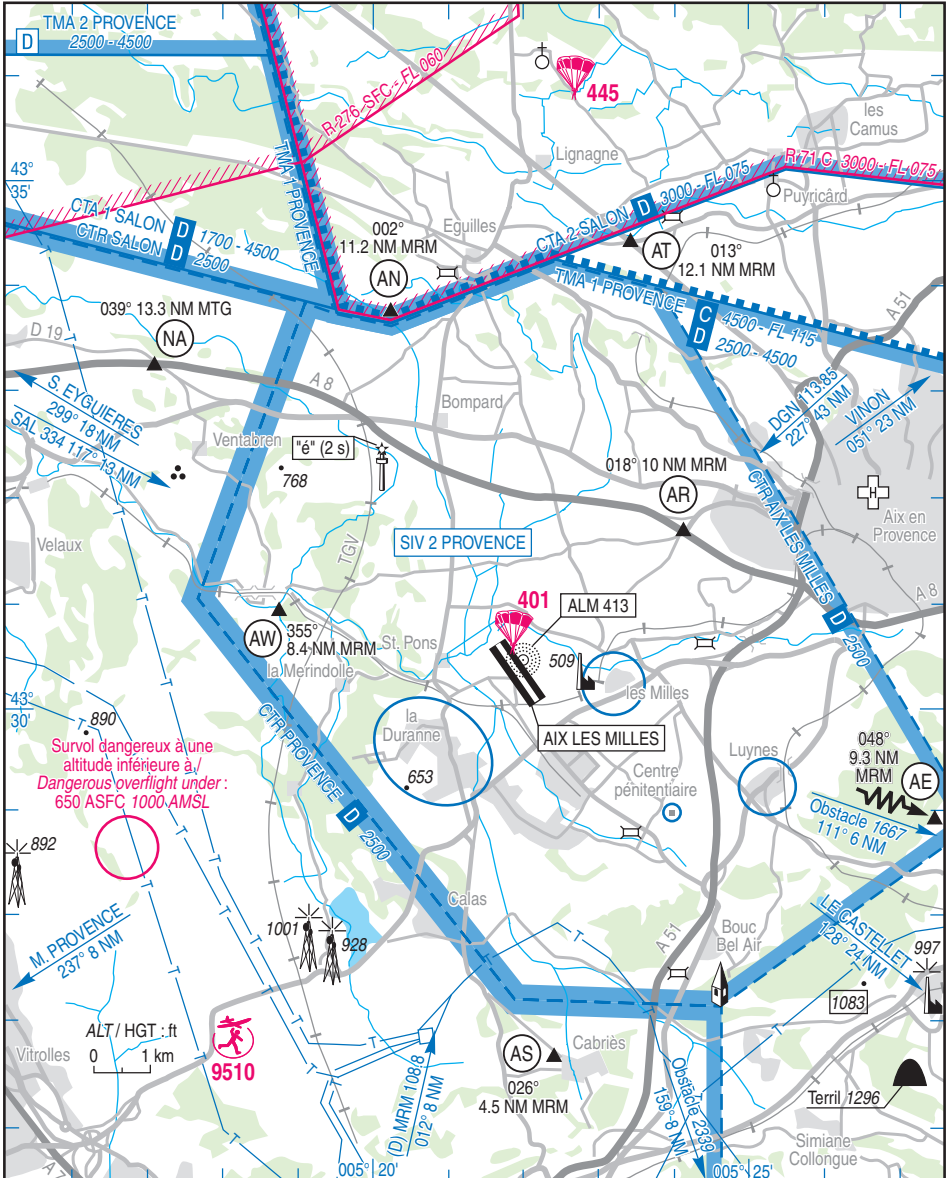 TMA 2 PROVENCE
D
2500 - 4500
R 276 SFC - FL 060
TMA 1 PROVENCE
445
les
Camus
Lignagne
43°
35'
R 71 C 3000 - FL 075
Puyricard
CTA 1 SALON D 1700 - 4500
CTR SALON D 2500
002°
11.2 NM MRM
AN
Eguilles
CTA 2 SALON D 3000 - FL 075
AT
013°
12.1 NM MRM
TMA 1 PROVENCE
C 4500 - FL 115
D 2500 - 4500
A 51
039° 13.3 NM MTG
NA
D 19
A 8
S. EYGUIERES
299° 18 NM
SAL 334 117° 13 NM
Bompard
DGN 113.85
227° 43 NM
VINON
051° 23 NM
Ventabren
"é" (2 s)
768
018° 10 NM MRM
AR
H
Aix en
Provence
Velaux
TGV
SIV 2 PROVENCE
CTR AIX LES MILLES D 2500
A 8
401
ALM 413
AW
355°
8.4 NM MRM
la Merindolle
St. Pons
509
les Milles
43°
30'
890
la
Duranne
AIX LES MILLES
Survol dangereux à une
altitude inférieure à /
Dangerous overflight under :
650 ASFC 1000 AMSL
CTR PROVENCE D 2500
653
Centre
pénitentiaire
Luynes
048°
9.3 NM
MRM
AE
Obstacle 1667
111° 6 NM
892
Calas
M. PROVENCE
237° 8 NM
1001
928
A 51
Bouc
Bel Air
LE CASTELLET
128° 24 NM
997
1083
ALT / HGT : ft
0 1 km
Vitrolles
9510
(D) MRM 108.8
012° 8 NM
AS
026°
4.5 NM MRM
Cabriès
Obstacle 2339
159° 8 NM
Terril 1296
Simiane
Collongue
A 7
005° 20'
005° 25'
T
T
T
T
T
T
T
T
T
T